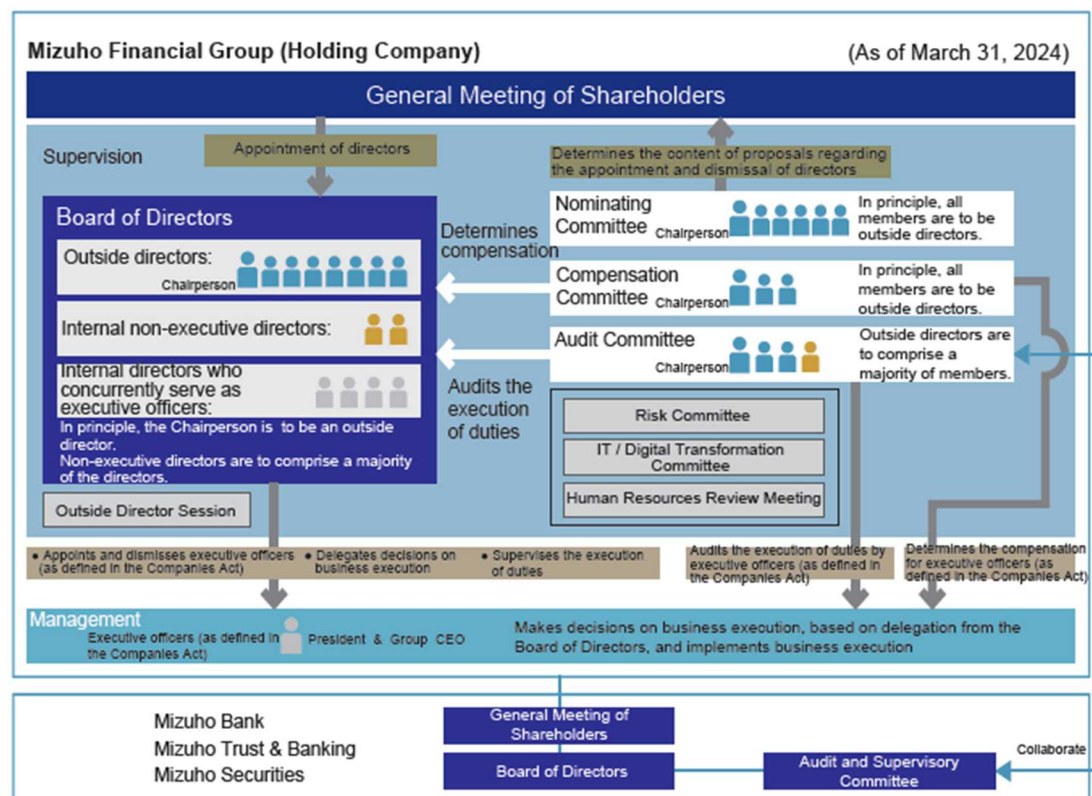 Mizuho Financial Group (Holding Company)
(As of March 31, 2024)
General Meeting of Shareholders
Supervision
Appointment of directors
Determines the content of proposals regarding
the appointment and dismissal of directors
Board of Directors
Outside directors:
Chairperson
Internal non-executive directors:
Internal directors who
concurrently serve as
executive officers:
In principle, the Chairperson is to be an outside
director.
Non-executive directors are to comprise a majority
of the directors.
Outside Director Session
Determines
compensation
Audits the
execution
of duties
Nominating
Committee
Chairperson
In principle, all
members are to be
outside directors.
Compensation
Committee
Chairperson
In principle, all
members are to be
outside directors.
Audit Committee
Chairperson
Outside directors are
to comprise a
majority of members.
Risk Committee
IT / Digital Transformation
Committee
Human Resources Review Meeting
● Appoints and dismisses executive officers
(as defined in the Companies Act)
● Delegates decisions on
business execution
● Supervises the execution
of duties
Audits the execution of duties by
executive officers (as defined in
the Companies Act)
Determines the compensation
for executive officers (as
defined in the Companies Act)
Management
Executive officers (as defined in
the Companies Act)
President & Group CEO
Makes decisions on business execution, based on delegation from the
Board of Directors, and implements business execution
Mizuho Bank
Mizuho Trust & Banking
Mizuho Securities
General Meeting of
Shareholders
Board of Directors
Audit and Supervisory
Committee
Collaborate